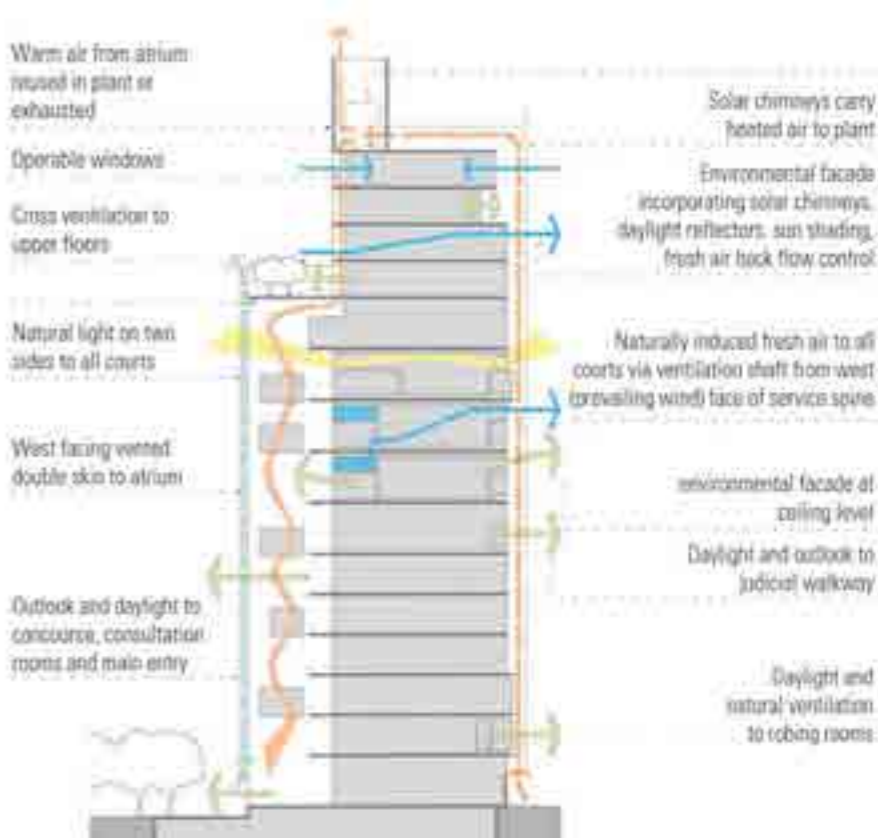 Warm air from atrium
reused in plant or
exhausted
Operable windows
Cross ventilation to
upper floors
Natural light on two
sides to all courts
West facing vented
double skin to atrium
Outlook and daylight to
concourse, consultation
rooms and main entry
Solar chimneys carry
heated air to plant
Environmental facade
incorporating solar chimneys,
daylight reflectors, sun shading,
fresh air back flow control
Naturally induced fresh air to all
courts via ventilation shaft from west
(prevailing wind) face of service spine
environmental facade at
ceiling level
Daylight and outlook to
judicial walkway
Daylight and
natural ventilation
to robing rooms